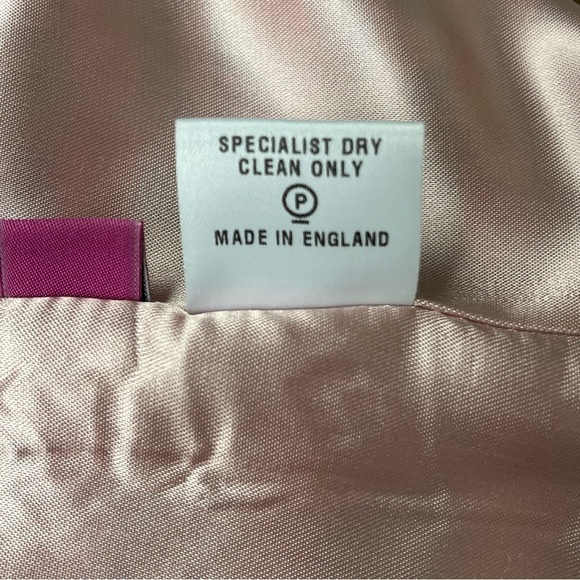 SPECIALIST DRY
CLEAN ONLY
P
MADE IN ENGLAND